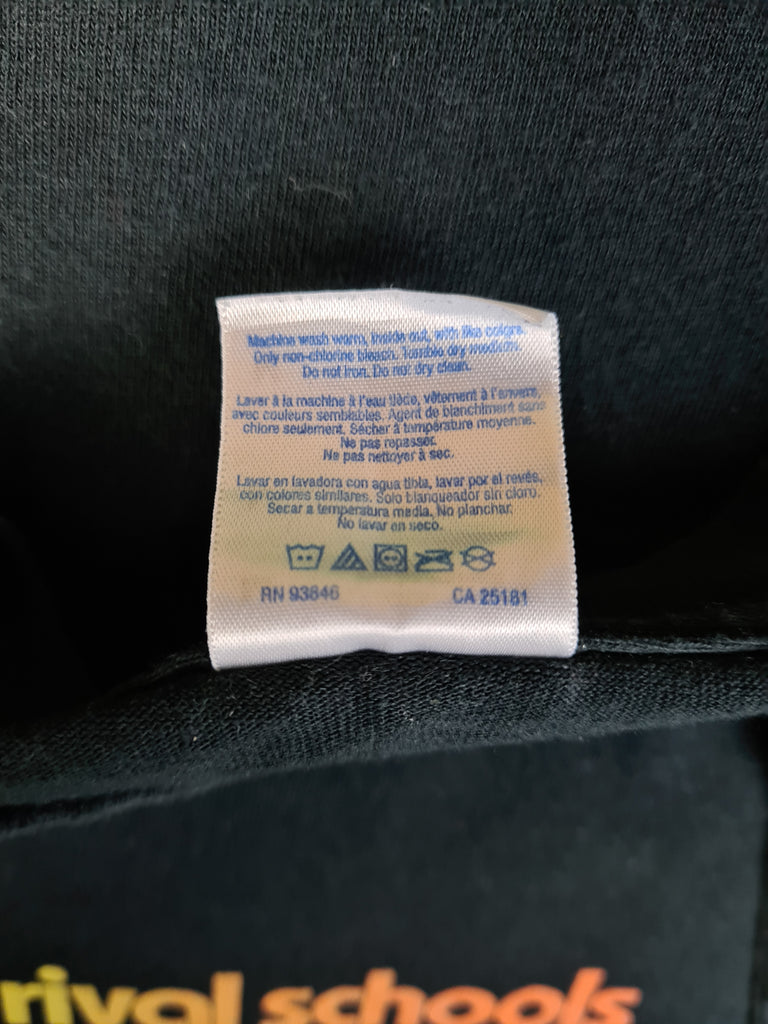 Machine wash warm, inside out, with like colors.
Only non-chlorine bleach. Tumble dry medium.
Do not iron. Do not dry clean.
Laver à la machine à l'eau tiède, vêtement à l'envers,
avec couleurs semblables. Agent de blanchiment sans
chlore seulement. Sécher à température moyenne.
Ne pas repasser.
Ne pas nettoyer à sec.
Lavar en lavadora con agua tibia, lavar por el revés,
con colores similares. Solo blanqueador sin cloro.
Secar a temperatura media. No planchar.
No lavar en seco.
RN 93846 CA 25181
rival schools